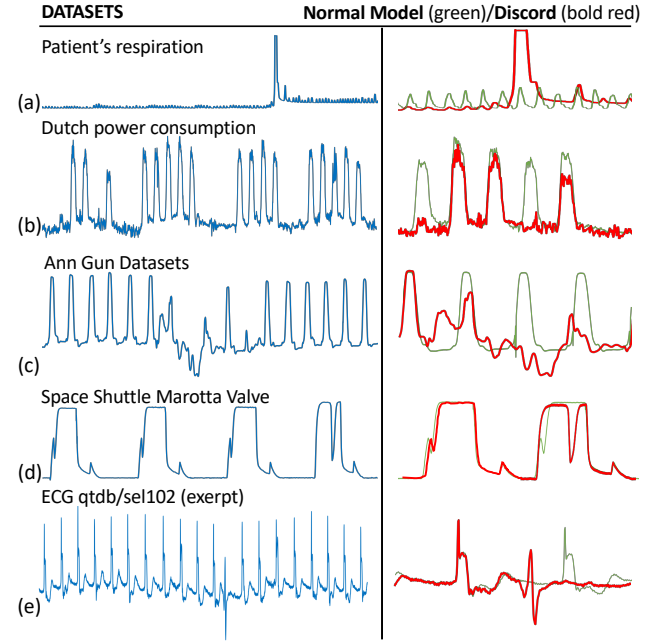 DATASETS
Normal Model (green)/Discord (bold red)
Patient's respiration
(a)
Dutch power consumption
(b)
Ann Gun Datasets
(c)
Space Shuttle Marotta Valve
(d)
ECG qtdb/sel102 (exerpt)
(e)